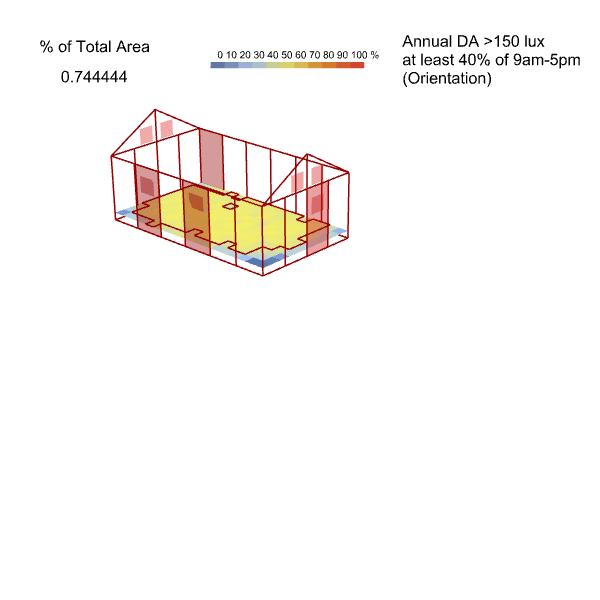 % of Total Area
0.744444
0 10 20 30 40 50 60 70 80 90 100 %
Annual DA >150 lux
at least 40% of 9am-5pm
(Orientation)